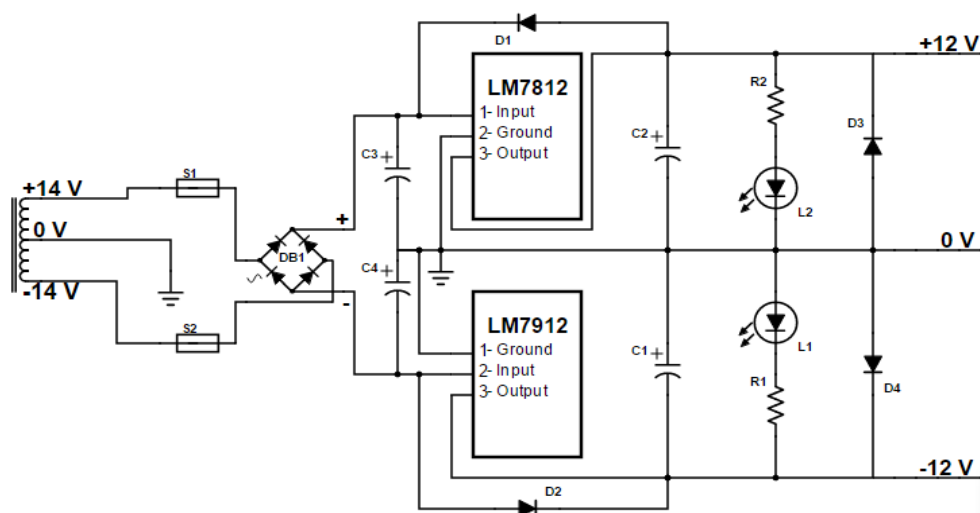 D1
+12 V
LM7812
1- Input
2- Ground
3- Output
R2
C3 +
C2 +
D3
L2
+14 V
S1
0 V
-14 V
+
DB1
-
S2
C4
+
0 V
LM7912
1- Ground
2- Input
3- Output
C1 +
L1
R1
D4
D2
-12 V